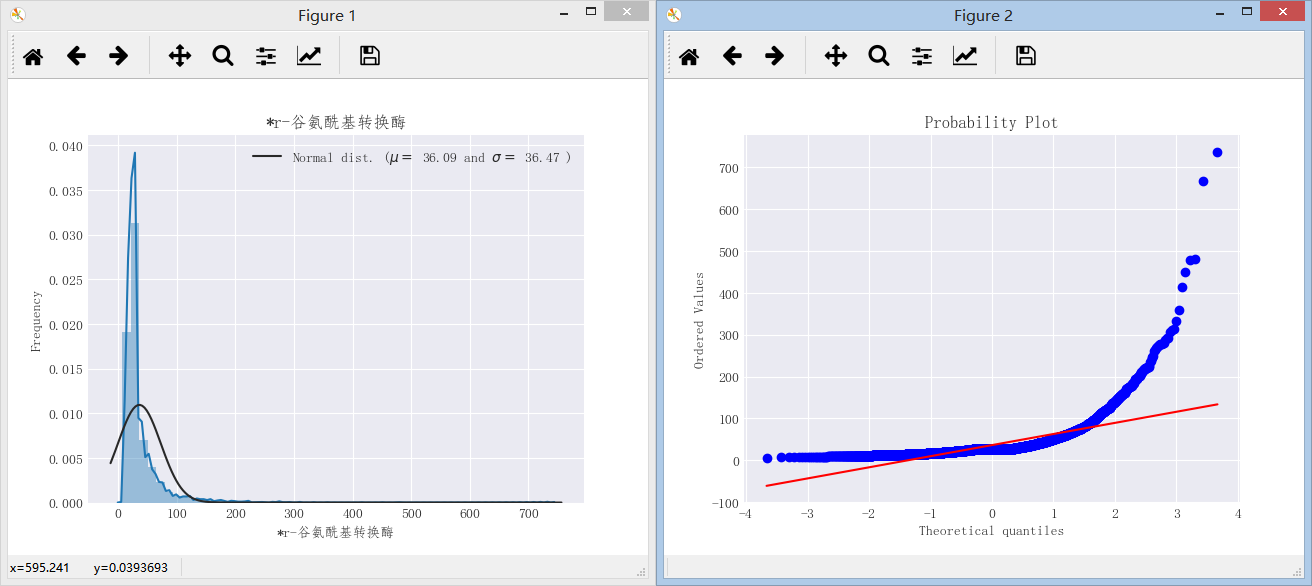 Figure 1
*r-谷氨酰基转换酶
Normal dist. (μ = 36.09 and σ = 36.47 )
Frequency
0.040
0.035
0.030
0.025
0.020
0.015
0.010
0.005
0.000
0 100 200 300 400 500 600 700
*r-谷氨酰基转换酶
x=595.241 y=0.0393693
Figure 2
Probability Plot
Ordered Values
700
600
500
400
300
200
100
0
-100
-4 -3 -2 -1 0 1 2 3 4
Theoretical quantiles